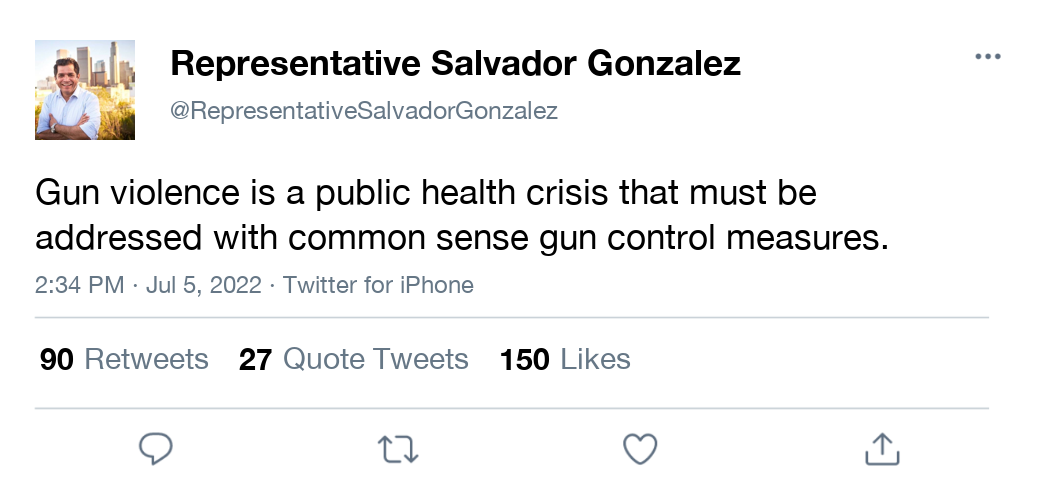 Representative Salvador Gonzalez
@RepresentativeSalvadorGonzalez
Gun violence is a public health crisis that must be
addressed with common sense gun control measures.
2:34 PM · Jul 5, 2022 · Twitter for iPhone
90 Retweets 27 Quote Tweets 150 Likes